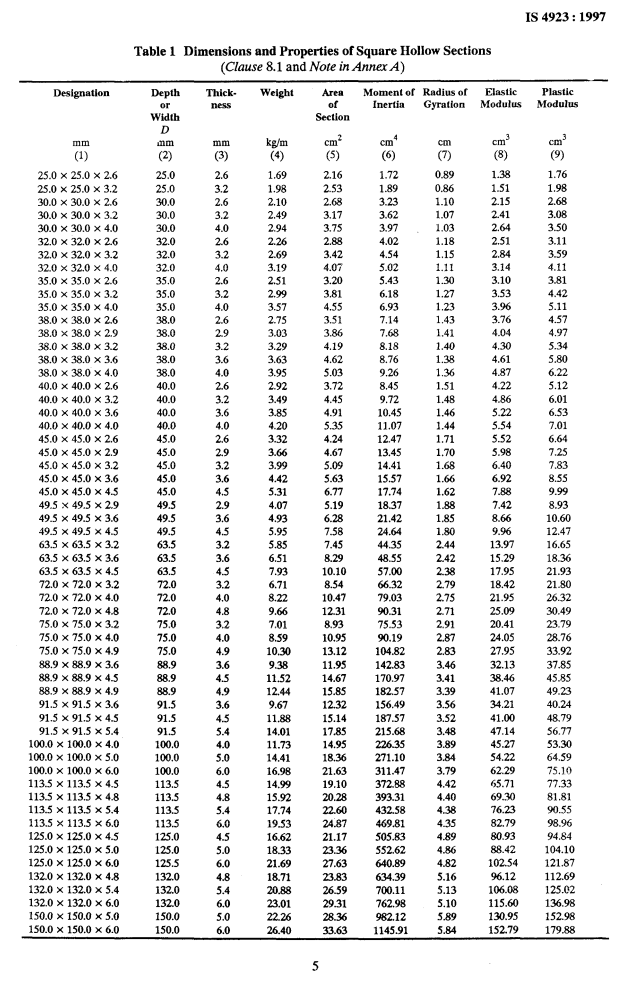 IS 4923 : 1997
Table 1 Dimensions and Properties of Square Hollow Sections
(Clause 8.1 and Note in Annex A)
Designation Depth or Width D Thick-ness Weight Area of Section Moment of Inertia Radius of Gyration Elastic Modulus Plastic Modulus
mm mm mm kg/m cm² cm⁴ cm cm³ cm³
(1) (2) (3) (4) (5) (6) (7) (8) (9)
25.0 × 25.0 × 2.6 25.0 2.6 1.69 2.16 1.72 0.89 1.38 1.76
25.0 × 25.0 × 3.2 25.0 3.2 1.98 2.53 1.89 0.86 1.51 1.98
30.0 × 30.0 × 2.6 30.0 2.6 2.10 2.68 3.23 1.10 2.15 2.68
30.0 × 30.0 × 3.2 30.0 3.2 2.49 3.17 3.62 1.07 2.41 3.08
30.0 × 30.0 × 4.0 30.0 4.0 2.94 3.75 3.97 1.03 2.64 3.50
32.0 × 32.0 × 2.6 32.0 2.6 2.26 2.88 4.02 1.18 2.51 3.11
32.0 × 32.0 × 3.2 32.0 3.2 2.69 3.42 4.54 1.15 2.84 3.59
32.0 × 32.0 × 4.0 32.0 4.0 3.19 4.07 5.02 1.11 3.14 4.11
35.0 × 35.0 × 2.6 35.0 2.6 2.51 3.20 5.43 1.30 3.10 3.81
35.0 × 35.0 × 3.2 35.0 3.2 2.99 3.81 6.18 1.27 3.53 4.42
35.0 × 35.0 × 4.0 35.0 4.0 3.57 4.55 6.93 1.23 3.96 5.11
38.0 × 38.0 × 2.6 38.0 2.6 2.75 3.51 7.14 1.43 3.76 4.57
38.0 × 38.0 × 2.9 38.0 2.9 3.03 3.86 7.68 1.41 4.04 4.97
38.0 × 38.0 × 3.2 38.0 3.2 3.29 4.19 8.18 1.40 4.30 5.34
38.0 × 38.0 × 3.6 38.0 3.6 3.63 4.62 8.76 1.38 4.61 5.80
38.0 × 38.0 × 4.0 38.0 4.0 3.95 5.03 9.26 1.36 4.87 6.22
40.0 × 40.0 × 2.6 40.0 2.6 2.92 3.72 8.45 1.51 4.22 5.12
40.0 × 40.0 × 3.2 40.0 3.2 3.49 4.45 9.72 1.48 4.86 6.01
40.0 × 40.0 × 3.6 40.0 3.6 3.85 4.91 10.45 1.46 5.22 6.53
40.0 × 40.0 × 4.0 40.0 4.0 4.20 5.35 11.07 1.44 5.54 7.01
45.0 × 45.0 × 2.6 45.0 2.6 3.32 4.24 12.47 1.71 5.52 6.64
45.0 × 45.0 × 2.9 45.0 2.9 3.66 4.67 13.45 1.70 5.98 7.25
45.0 × 45.0 × 3.2 45.0 3.2 3.99 5.09 14.41 1.68 6.40 7.83
45.0 × 45.0 × 3.6 45.0 3.6 4.42 5.63 15.57 1.66 6.92 8.55
45.0 × 45.0 × 4.5 45.0 4.5 5.31 6.77 17.74 1.62 7.88 9.99
49.5 × 49.5 × 2.9 49.5 2.9 4.07 5.19 18.37 1.88 7.42 8.93
49.5 × 49.5 × 3.6 49.5 3.6 4.93 6.28 21.42 1.85 8.66 10.60
49.5 × 49.5 × 4.5 49.5 4.5 5.95 7.58 24.64 1.80 9.96 12.47
63.5 × 63.5 × 3.2 63.5 3.2 5.85 7.45 44.35 2.44 13.97 16.65
63.5 × 63.5 × 3.6 63.5 3.6 6.51 8.29 48.55 2.42 15.29 18.36
63.5 × 63.5 × 4.5 63.5 4.5 7.93 10.10 57.00 2.38 17.95 21.93
72.0 × 72.0 × 3.2 72.0 3.2 6.71 8.54 66.32 2.79 18.42 21.80
72.0 × 72.0 × 4.0 72.0 4.0 8.22 10.47 79.03 2.75 21.95 26.32
72.0 × 72.0 × 4.8 72.0 4.8 9.66 12.31 90.31 2.71 25.09 30.49
75.0 × 75.0 × 3.2 75.0 3.2 7.01 8.93 75.53 2.91 20.41 23.79
75.0 × 75.0 × 4.0 75.0 4.0 8.59 10.95 90.19 2.87 24.05 28.76
75.0 × 75.0 × 4.9 75.0 4.9 10.30 13.12 104.82 2.83 27.95 33.92
88.9 × 88.9 × 3.6 88.9 3.6 9.38 11.95 142.83 3.46 32.13 37.85
88.9 × 88.9 × 4.5 88.9 4.5 11.52 14.67 170.97 3.41 38.46 45.85
88.9 × 88.9 × 4.9 88.9 4.9 12.44 15.85 182.57 3.39 41.07 49.23
91.5 × 91.5 × 3.6 91.5 3.6 9.67 12.32 156.49 3.56 34.21 40.24
91.5 × 91.5 × 4.5 91.5 4.5 11.88 15.14 187.57 3.52 41.00 48.79
91.5 × 91.5 × 5.4 91.5 5.4 14.01 17.85 215.68 3.48 47.14 56.77
100.0 × 100.0 × 4.0 100.0 4.0 11.73 14.95 226.35 3.89 45.27 53.30
100.0 × 100.0 × 5.0 100.0 5.0 14.41 18.36 271.10 3.84 54.22 64.59
100.0 × 100.0 × 6.0 100.0 6.0 16.98 21.63 311.47 3.79 62.29 75.10
113.5 × 113.5 × 4.5 113.5 4.5 14.99 19.10 372.88 4.42 65.71 77.33
113.5 × 113.5 × 4.8 113.5 4.8 15.92 20.28 393.31 4.40 69.30 81.81
113.5 × 113.5 × 5.4 113.5 5.4 17.74 22.60 432.58 4.38 76.23 90.55
113.5 × 113.5 × 6.0 113.5 6.0 19.53 24.87 469.81 4.35 82.79 98.96
125.0 × 125.0 × 4.5 125.0 4.5 16.62 21.17 505.83 4.89 80.93 94.84
125.0 × 125.0 × 5.0 125.0 5.0 18.33 23.36 552.62 4.86 88.42 104.10
125.0 × 125.0 × 6.0 125.5 6.0 21.69 27.63 640.89 4.82 102.54 121.87
132.0 × 132.0 × 4.8 132.0 4.8 18.71 23.83 634.39 5.16 96.12 112.69
132.0 × 132.0 × 5.4 132.0 5.4 20.88 26.59 700.11 5.13 106.08 125.02
132.0 × 132.0 × 6.0 132.0 6.0 23.01 29.31 762.98 5.10 115.60 136.98
150.0 × 150.0 × 5.0 150.0 5.0 22.26 28.36 982.12 5.89 130.95 152.98
150.0 × 150.0 × 6.0 150.0 6.0 26.40 33.63 1145.91 5.84 152.79 179.88
5